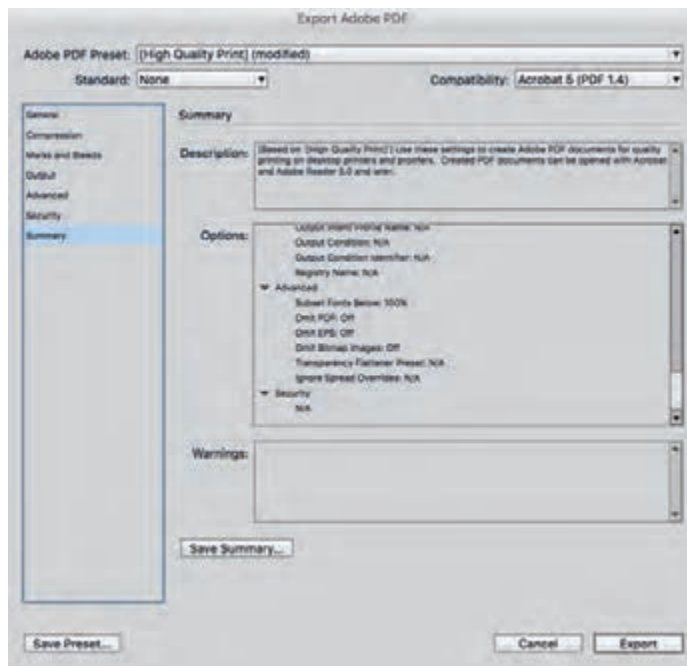 Export Adobe PDF
Adobe PDF Preset: [High Quality Print] (modified)
Standard: None
Compatibility: Acrobat 5 (PDF 1.4)
General
Compression
Marks and Bleeds
Output
Advanced
Security
Summary
Summary
Description: [Based on '[High Quality Print]'] Use these settings to create Adobe PDF documents for quality
printing on desktop printers and proofers. Created PDF documents can be opened with Acrobat
and Adobe Reader 5.0 and later.
Options:
Output Intent Profile Name: N/A
Output Condition: N/A
Output Condition Identifier: N/A
Registry Name: N/A
Advanced
Subset Fonts Below: 100%
Omit PDF: Off
Omit EPS: Off
Omit Bitmap Images: Off
Transparency Flattener Preset: N/A
Ignore Spread Overrides: N/A
Security
N/A
Warnings:
Save Summary...
Save Preset...
Cancel
Export